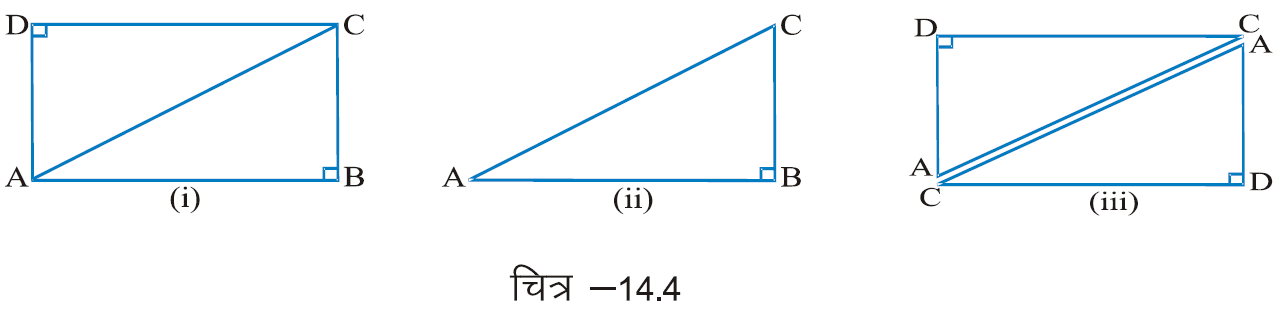 D C D C
C A
A B A B A D
C
(i) (ii) (iii)
चित्र –14.4